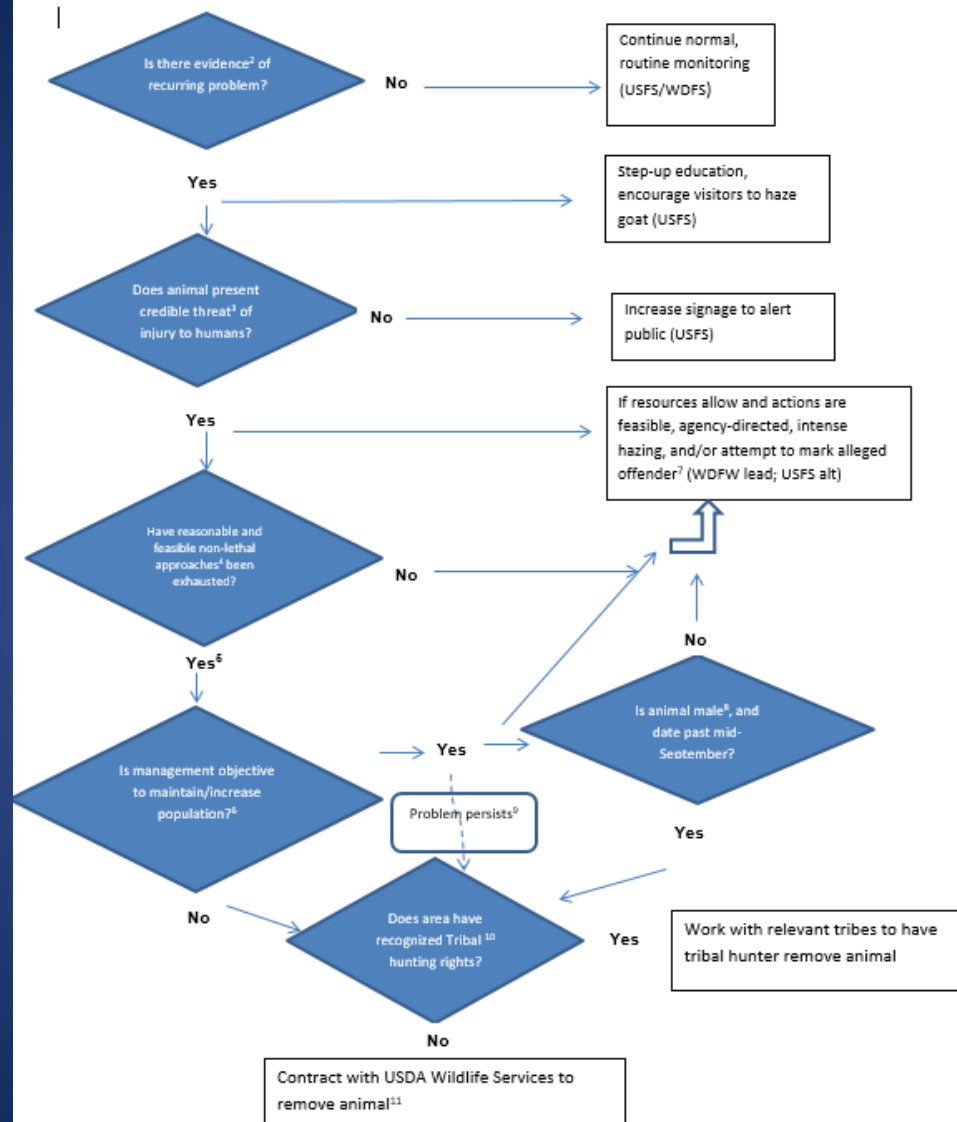 Is there evidence² of
recurring problem?
No
Continue normal,
routine monitoring
(USFS/WDFS)
Yes
Step-up education,
encourage visitors to haze
goat (USFS)
Does animal present
credible threat³ of
injury to humans?
No
Increase signage to alert
public (USFS)
Yes
If resources allow and actions are
feasible, agency-directed, intense
hazing, and/or attempt to mark alleged
offender⁷ (WDFW lead; USFS alt)
Have reasonable and
feasible non-lethal
approaches⁴ been
exhausted?
No
No
Yes⁶
Is animal male⁸, and
date past mid-
September?
Yes
Is management objective
to maintain/increase
population?⁶
Problem persists⁹
Yes
No
Does area have
recognized Tribal ¹⁰
hunting rights?
Yes
Work with relevant tribes to have
tribal hunter remove animal
No
Contract with USDA Wildlife Services to
remove animal¹¹